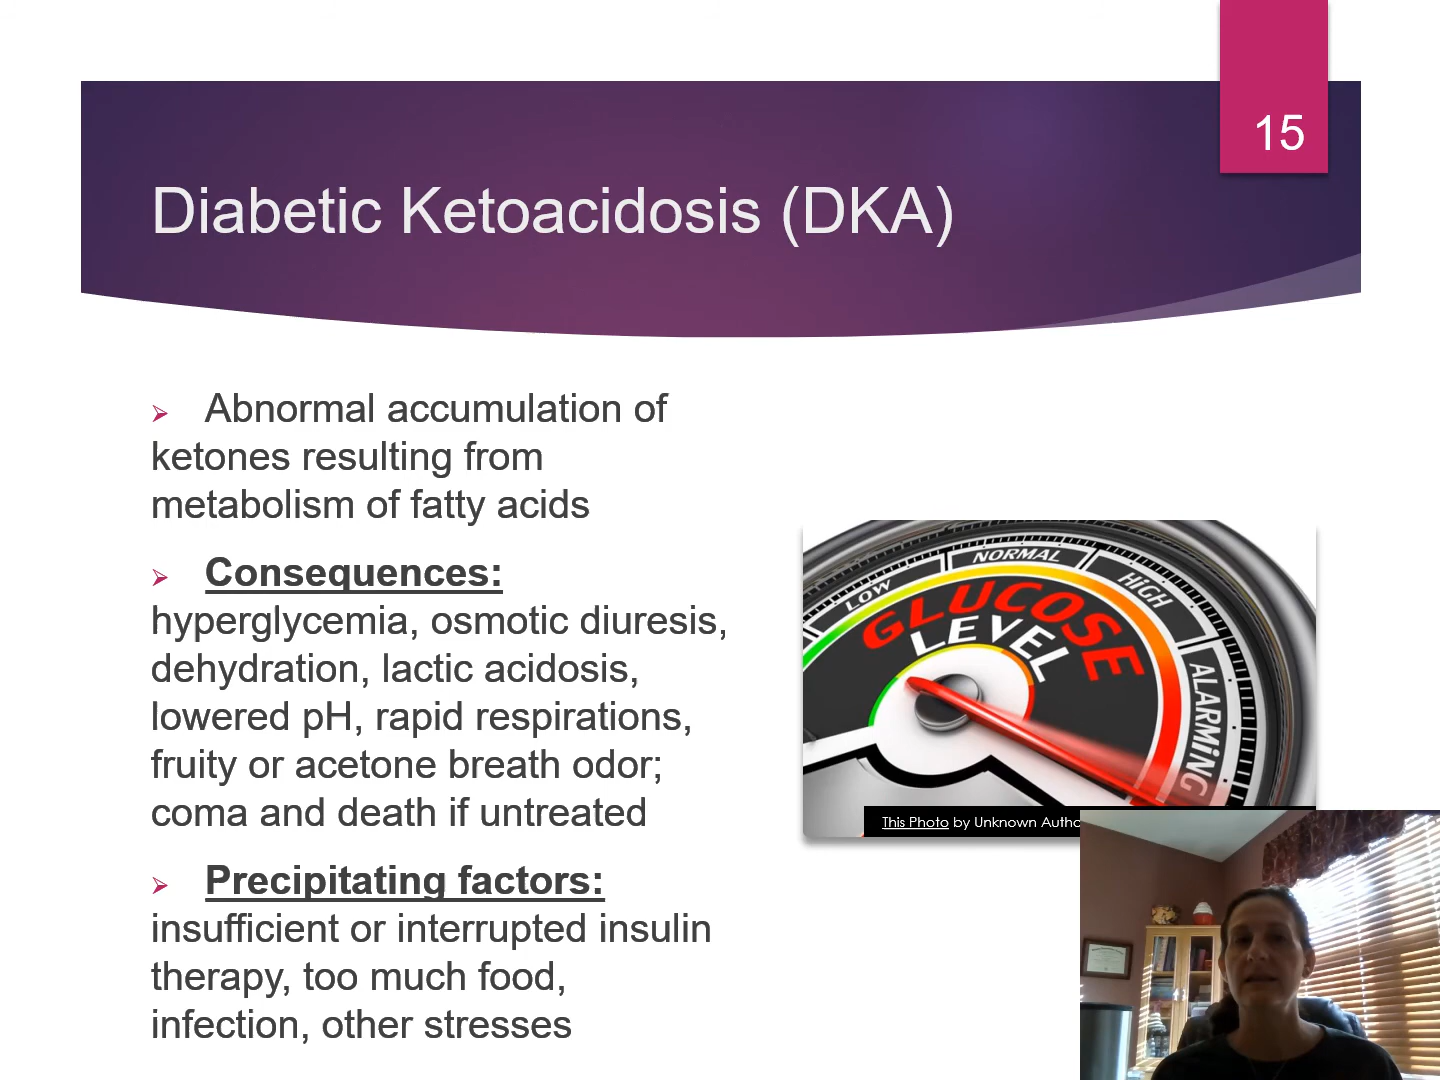 15
Diabetic Ketoacidosis (DKA)
Abnormal accumulation of
ketones resulting from
metabolism of fatty acids
Consequences:
hyperglycemia, osmotic diuresis,
dehydration, lactic acidosis,
lowered pH, rapid respirations,
fruity or acetone breath odor;
coma and death if untreated
Precipitating factors:
insufficient or interrupted insulin
therapy, too much food,
infection, other stresses
LOW
NORMAL
HiGH
ALARMiNG
GLUCOSE
LEVEL
This Photo by Unknown Autho